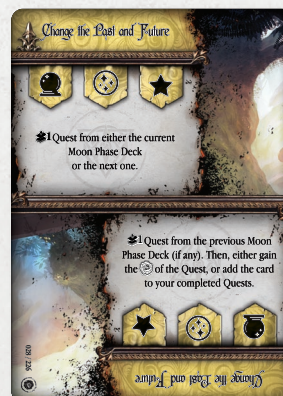 Change the Past and Future
1 Quest from either the current
Moon Phase Deck
or the next one.
1 Quest from the previous Moon
Phase Deck (if any). Then, either gain
the of the Quest, or add the card
to your completed Quests.
028 / 226
Change the Past and Future